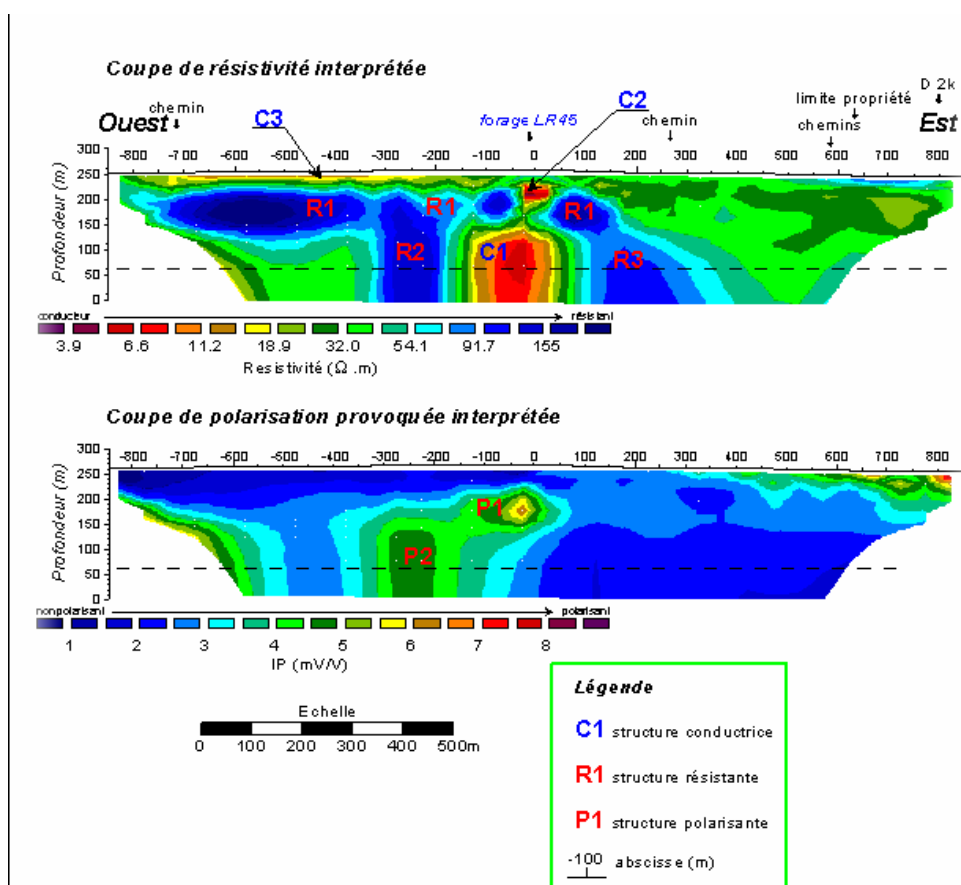 Coupe de résistivité interprétée
D 2k
limite propriété
chemin
C3
C2
Ouest
forage LR45
chemin
chemins
Est
-800 -700 -600 -500 -400 -300 -200 -100 0 100 200 300 400 500 600 700 800
Profondeur (m)
300
250
200
150
100
50
0
R1 R1 R1
R2 C1 R3
conducteur résistant
3.9 6.6 11.2 18.9 32.0 54.1 91.7 155
Resistivité (Ω .m)
Coupe de polarisation provoquée interprétée
-800 -700 -600 -500 -400 -300 -200 -100 0 100 200 300 400 500 600 700 800
Profondeur (m)
300
250
200
150
100
50
0
P1
P2
nonpolarisant polarisant
1 2 3 4 5 6 7 8
IP (mV/V)
Echelle
0 100 200 300 400 500m
Légende
C1 structure conductrice
R1 structure résistante
P1 structure polarisante
-100 abscisse (m)